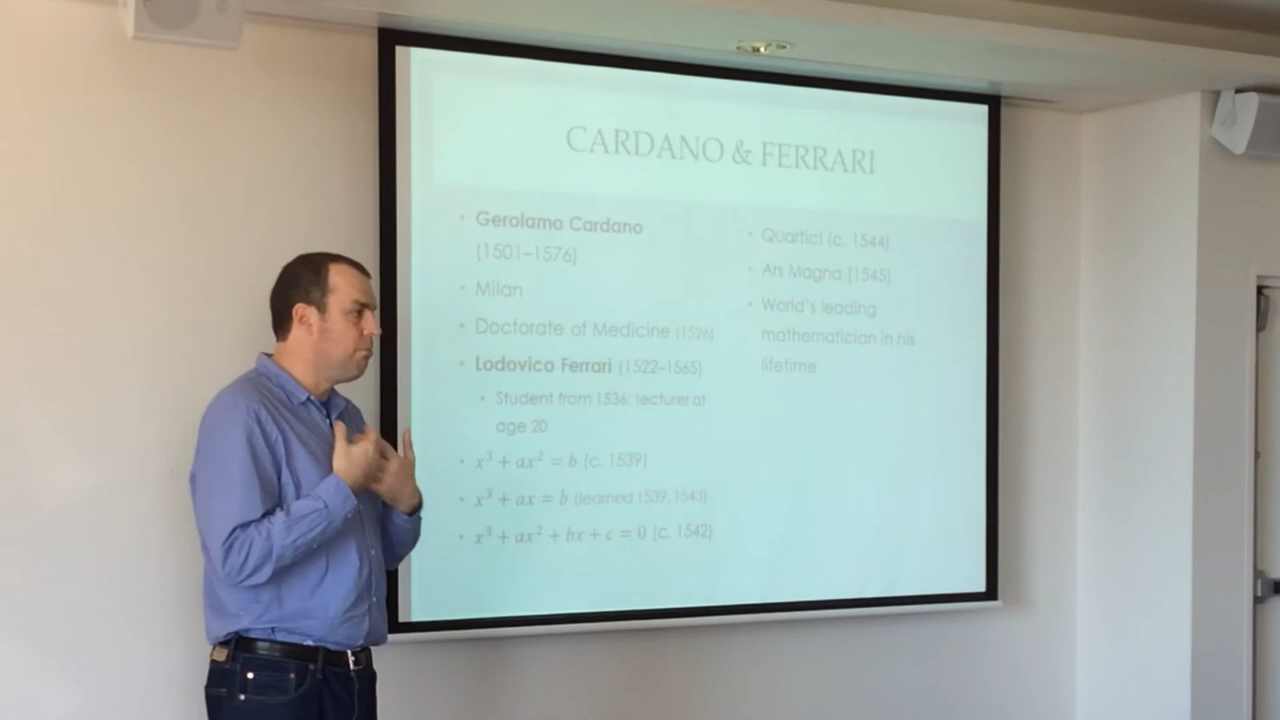 CARDANO & FERRARI
• Gerolamo Cardano
(1501–1576)
• Milan
• Doctorate of Medicine (1526)
• Lodovico Ferrari (1522–1565)
• Student from 1536; lecturer at
age 20
• x³ + ax² = b (c. 1539)
• x³ + ax = b (learned 1539, 1543)
• x³ + ax² + bx + c = 0 (c. 1542)
• Quartic! (c. 1544)
• Ars Magna (1545)
• World's leading
mathematician in his
lifetime